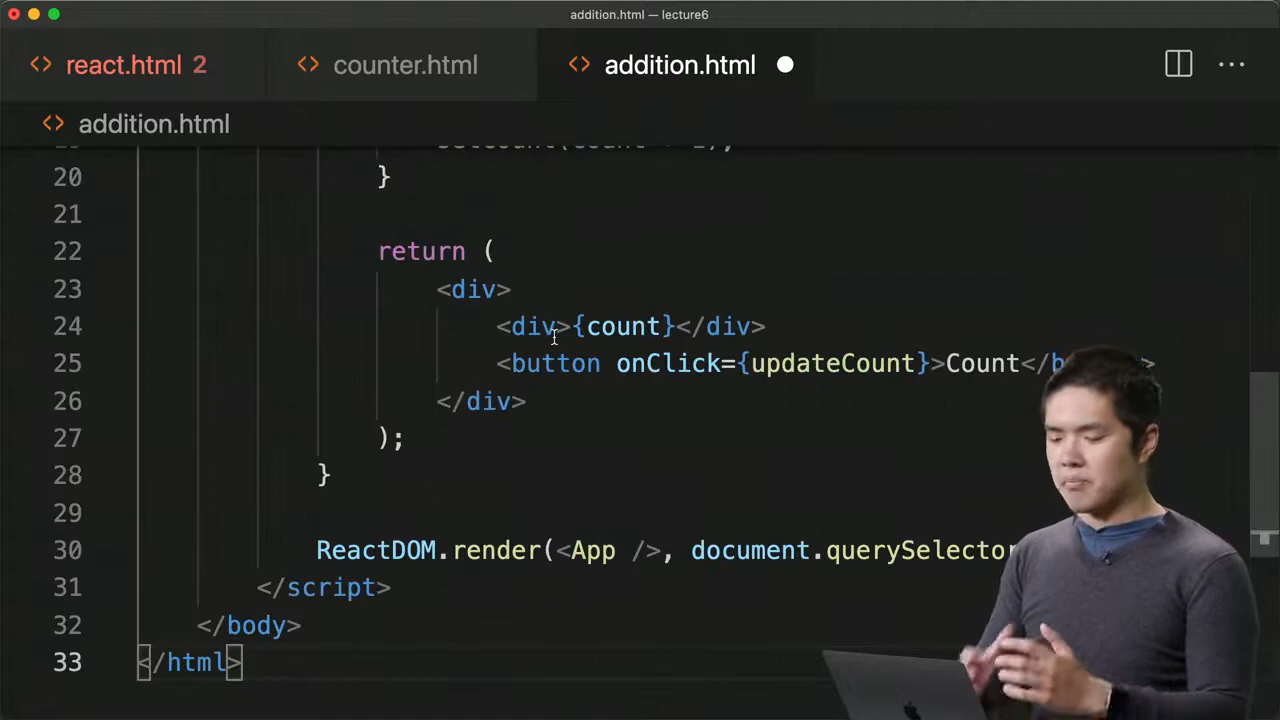 addition.html — lecture6
react.html 2 counter.html addition.html
addition.html
20 }
21
22 return (
23 <div>
24 <div>{count}</div>
25 <button onClick={updateCount}>Count</b
26 </div>
27 );
28 }
29
30 ReactDOM.render(<App />, document.querySelecto
31 </script>
32 </body>
33 </html>